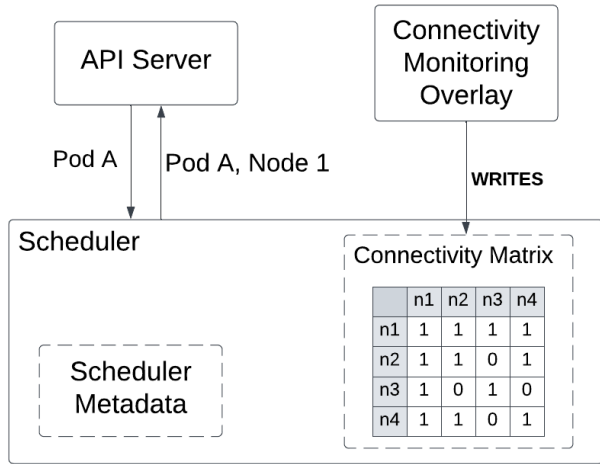 API Server
Connectivity
Monitoring
Overlay
Pod A
Pod A, Node 1
WRITES
Scheduler
Connectivity Matrix
n1 n2 n3 n4
n1 1 1 1 1
n2 1 1 0 1
n3 1 0 1 0
n4 1 1 0 1
Scheduler
Metadata